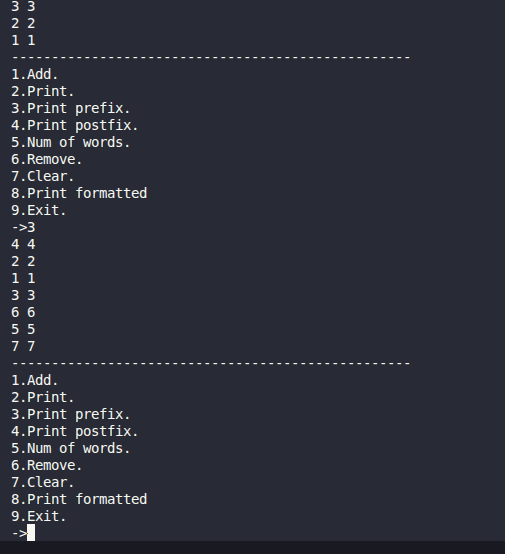 3 3
2 2
1 1
--------------------------------------------------
1.Add.
2.Print.
3.Print prefix.
4.Print postfix.
5.Num of words.
6.Remove.
7.Clear.
8.Print formatted
9.Exit.
->3
4 4
2 2
1 1
3 3
6 6
5 5
7 7
--------------------------------------------------
1.Add.
2.Print.
3.Print prefix.
4.Print postfix.
5.Num of words.
6.Remove.
7.Clear.
8.Print formatted
9.Exit.
->